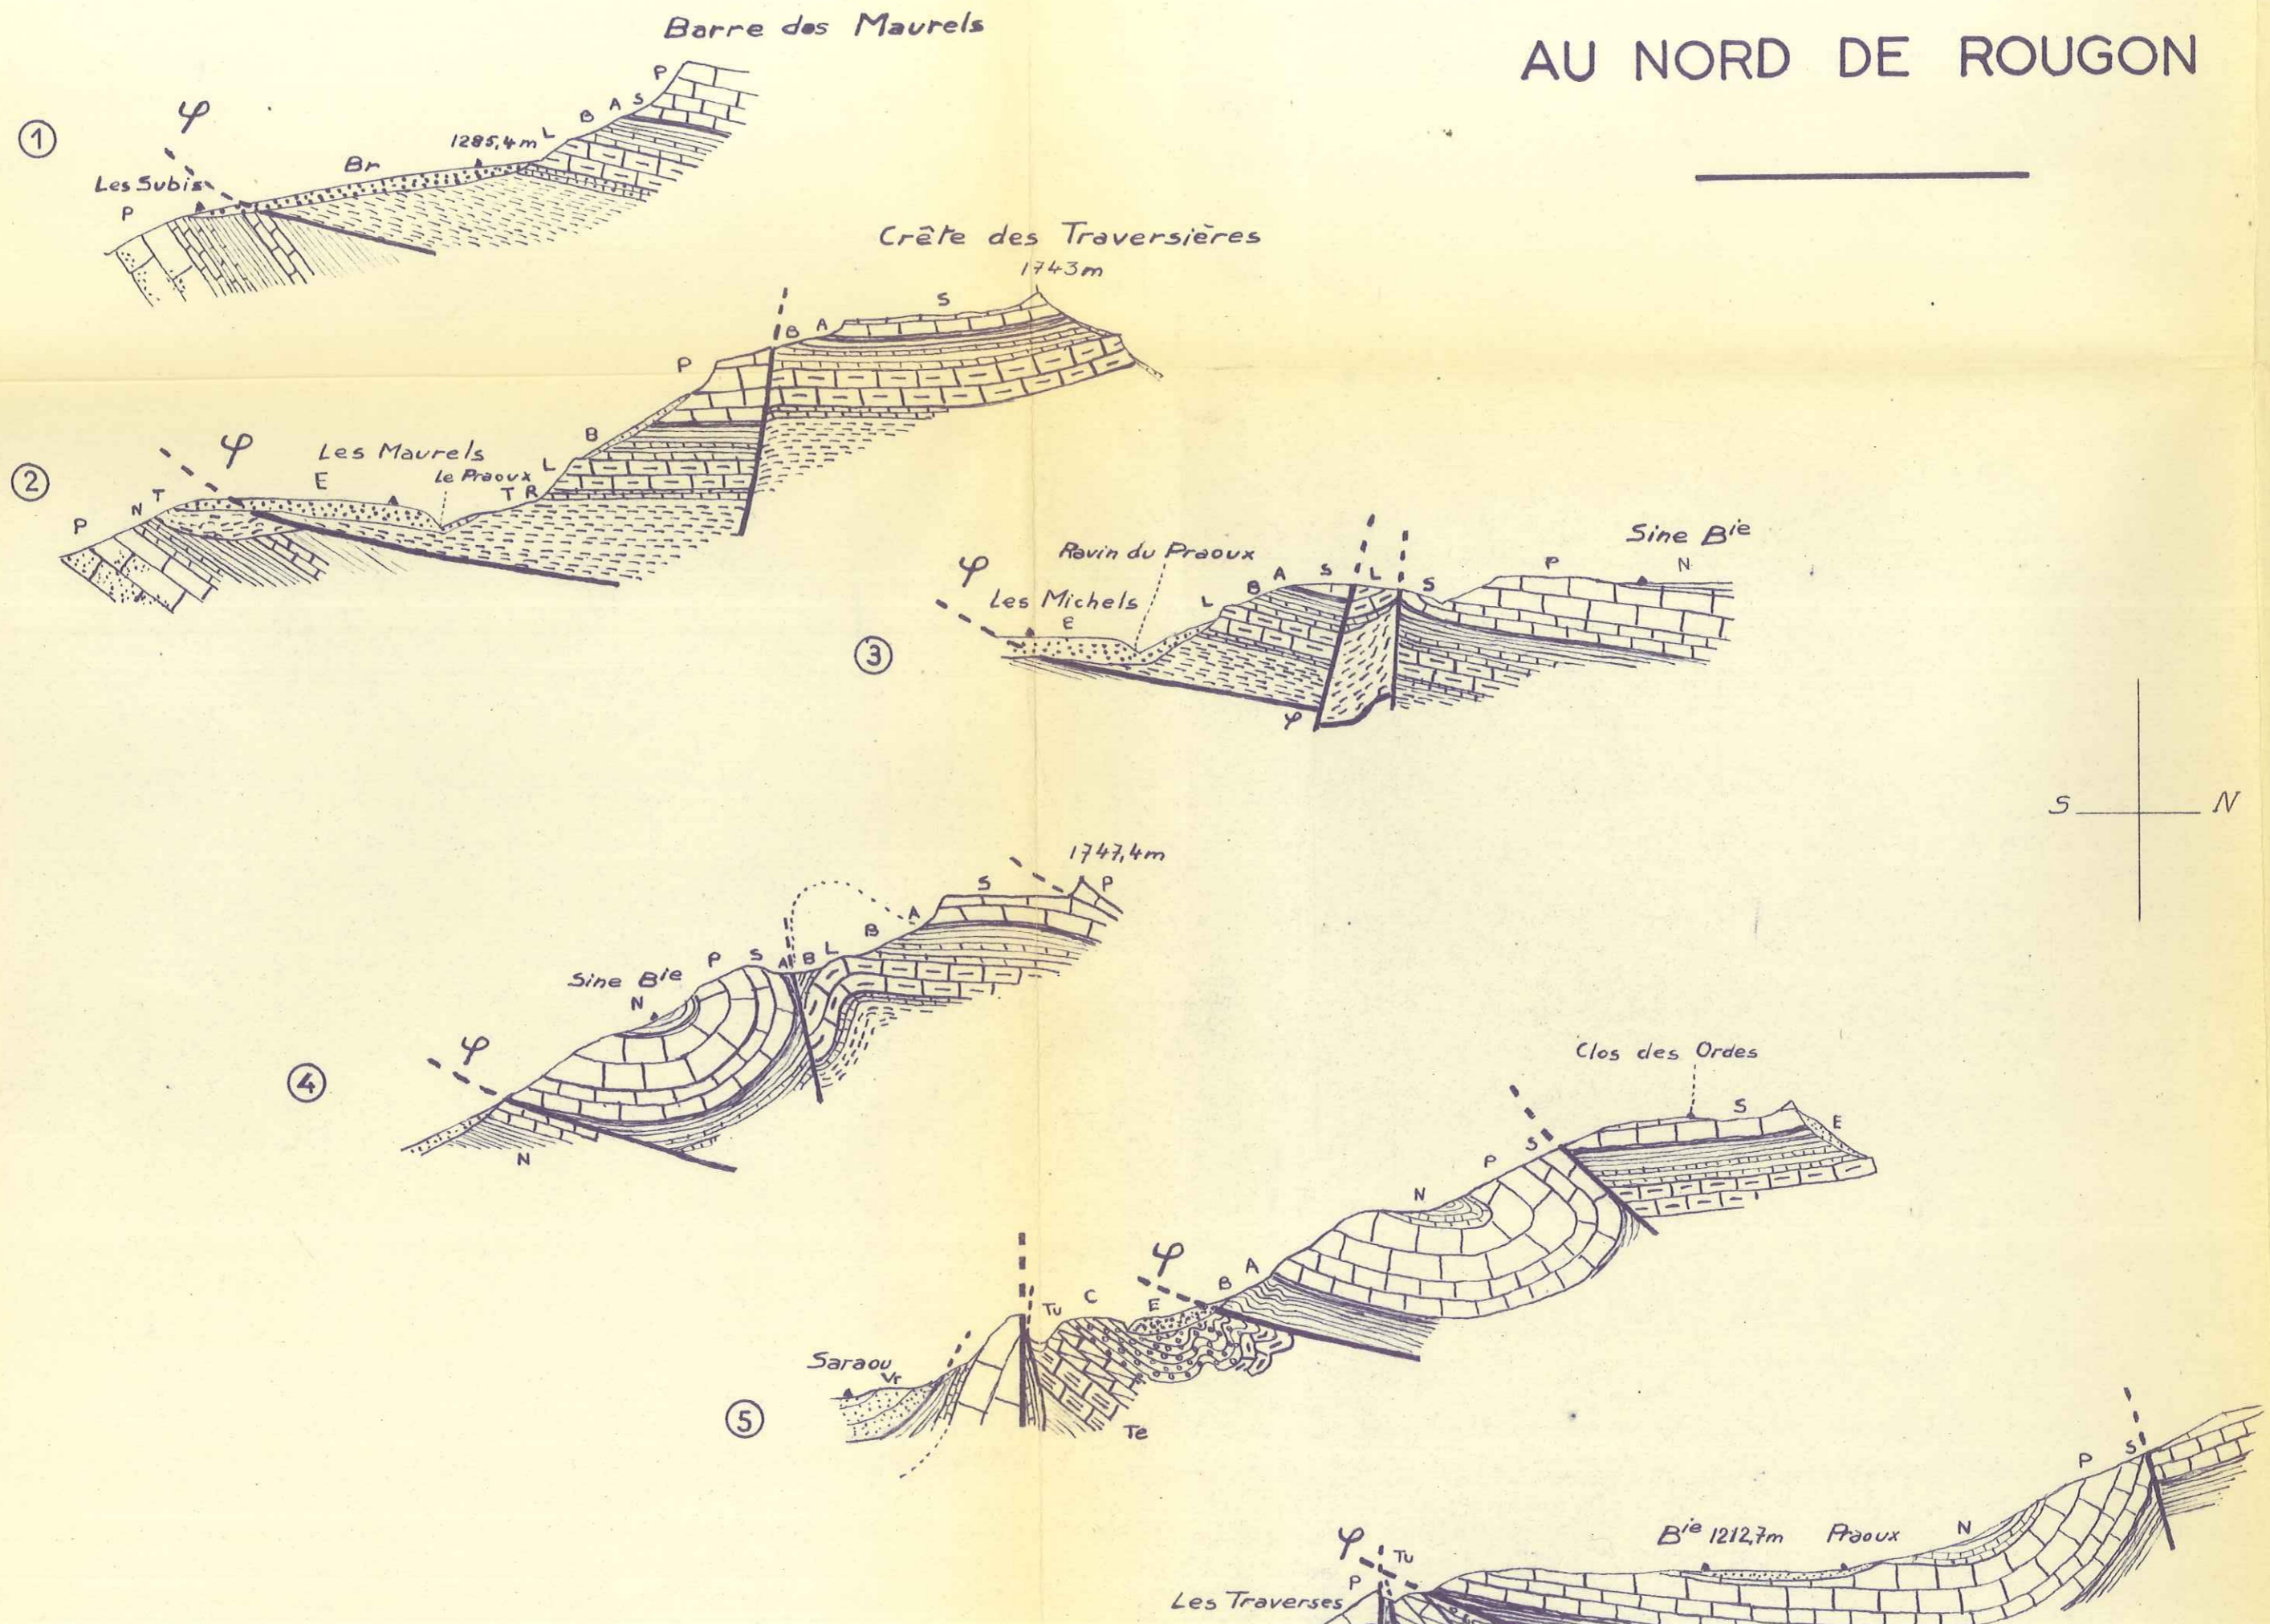 AU NORD DE ROUGON
Barre des Maurels
1
φ
Les Subis
P
Br
1285,4m
L
B
A
S
P
Crête des Traversières
1743m
2
φ
P
N
T
Les Maurels
E
le Praoux
T R
L
B
P
B
A
S
3
φ
Les Michels
E
Ravin du Praoux
L
B
A
S
L
S
P
Sine Bie
N
φ
S N
4
φ
N
Sine Bie
N
P
S
A
B
L
B
A
S
1747,4m
P
5
Saraou
Vr
Tu
C
E
φ
B
A
N
P
S
Clos des Ordes
S
E
Te
Les Traverses
φ
P
Tu
Bie 1212,7m
Praoux
N
P
S